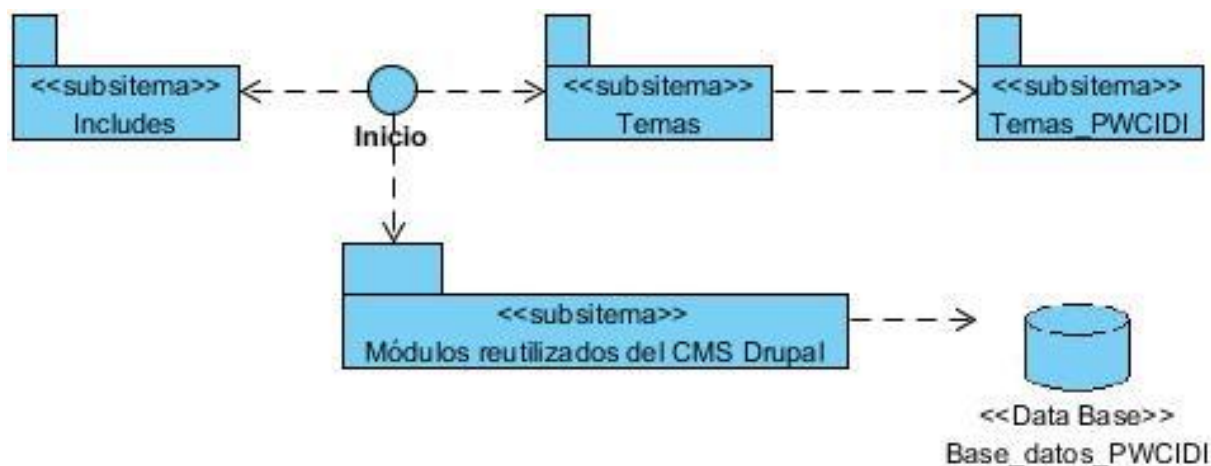 <<subsitema>>
Includes
Inicio
<<subsitema>>
Temas
<<subsitema>>
Temas_PWCIDI
<<subsitema>>
Módulos reutilizados del CMS Drupal
<<Data Base>>
Base_datos_PWCIDI